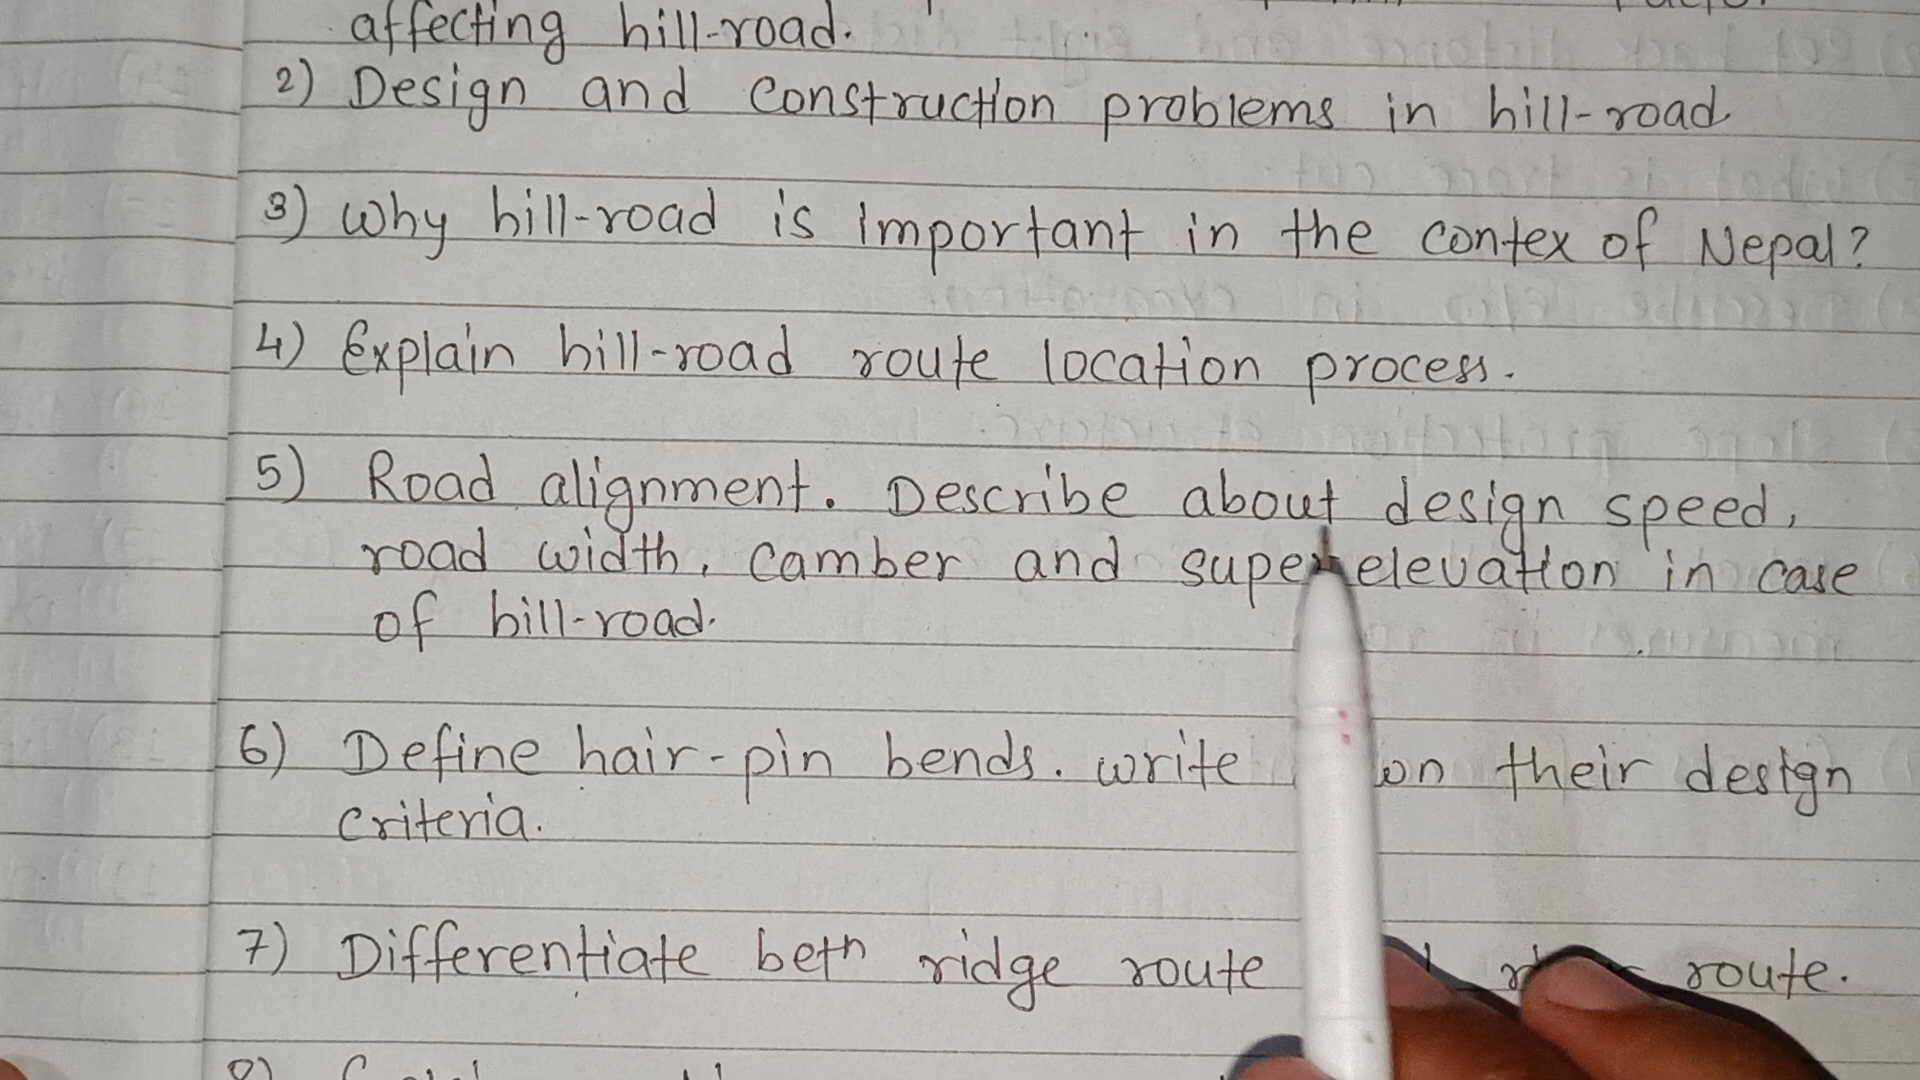 affecting hill-road.
2) Design and construction problems in hill-road
3) Why hill-road is important in the contex of Nepal?
4) Explain hill-road route location process.
5) Road alignment. Describe about design speed,
road width, camber and superelevation in case
of hill-road.
6) Define hair-pin bends. write on their design
criteria.
7) Differentiate betn ridge route route.